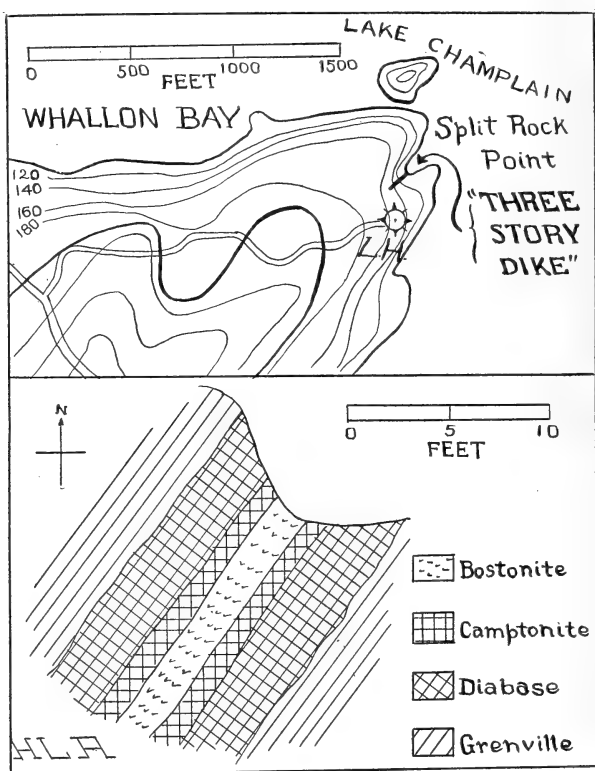 LAKE CHAMPLAIN
0 500 1000 1500
FEET
WHALLON BAY
Split Rock
Point
120
140
160
180
"THREE
STORY
DIKE"
L.H.
N
0 5 10
FEET
Bostonite
Camptonite
Diabase
Grenville
HLA